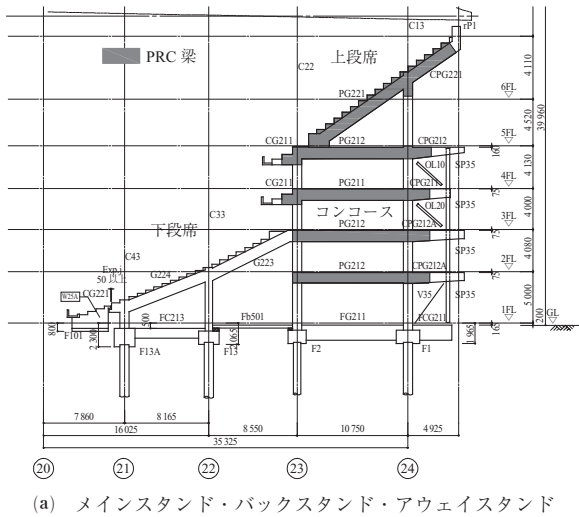 C13
rP1
PRC 梁
上段席
C22
CPG221
4 110
6FL
PG221
4 520
39 960
5FL
CG211
PG212
CPG212
160
SP35
OL10
4 130
4FL
CG211
PG211
CPG211
75
SP35
コンコース
OL20
4 000
C33
3FL
下段席
PG212
CPG212A
75
SP35
C43
G223
4 080
Exp.j
50 以上
G224
2FL
CG221
PG212
CPG212A
75
W25A
V35
SP35
5 000
1FL
GL
FC213
Fb501
FG211
FCG211
165
200
800
500
2 300
1 065
1 965
F101
F13A
F13
F2
F1
7 860
8 165
16 025
8 550
10 750
4 925
35 325
20
21
22
23
24
(a) メインスタンド・バックスタンド・アウェイスタンド